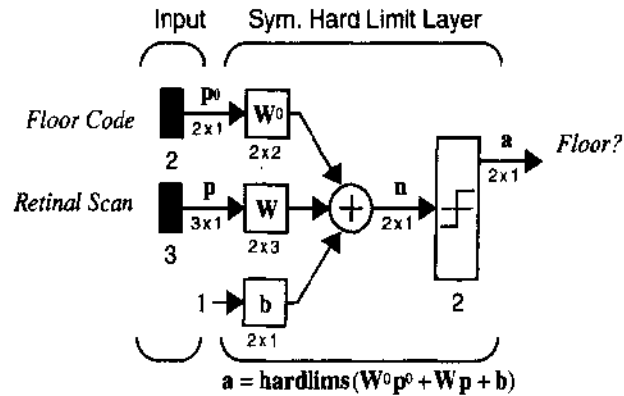 Input Sym. Hard Limit Layer
p⁰ W⁰
Floor Code
2x1 2x2
2
a
Floor?
2x1
Retinal Scan
p W n
3x1 2x3 2x1
3
2
1 b
2x1
a = hardlims(W⁰p⁰ + Wp + b)